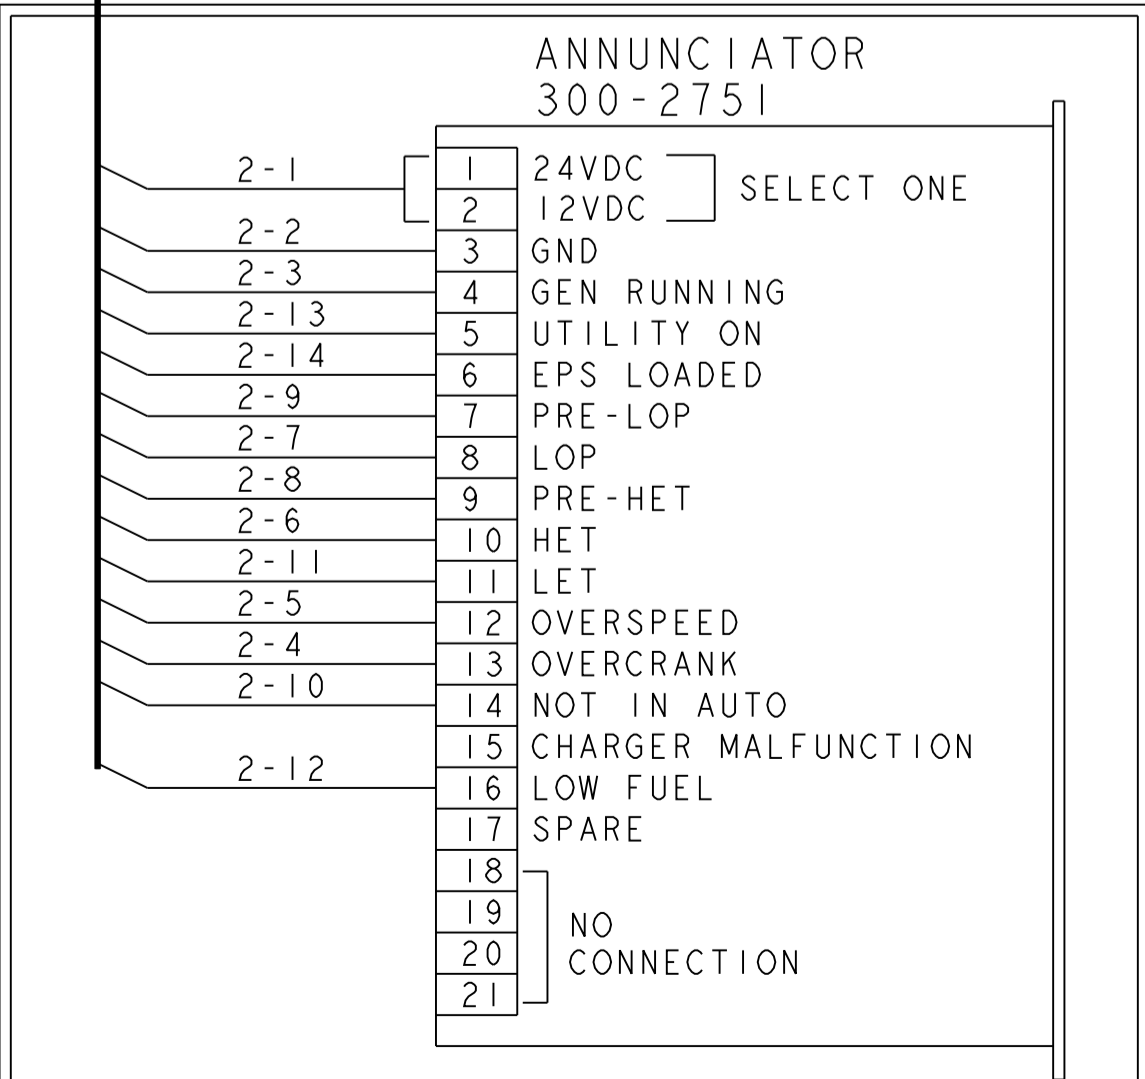 ANNUNCIATOR
300-2751
2-1 1 24VDC
SELECT ONE
2 12VDC
2-2 3 GND
2-3 4 GEN RUNNING
2-13 5 UTILITY ON
2-14 6 EPS LOADED
2-9 7 PRE-LOP
2-7 8 LOP
2-8 9 PRE-HET
2-6 10 HET
2-11 11 LET
2-5 12 OVERSPEED
2-4 13 OVERCRANK
2-10 14 NOT IN AUTO
15 CHARGER MALFUNCTION
2-12 16 LOW FUEL
17 SPARE
18
19
20
21
NO
CONNECTION